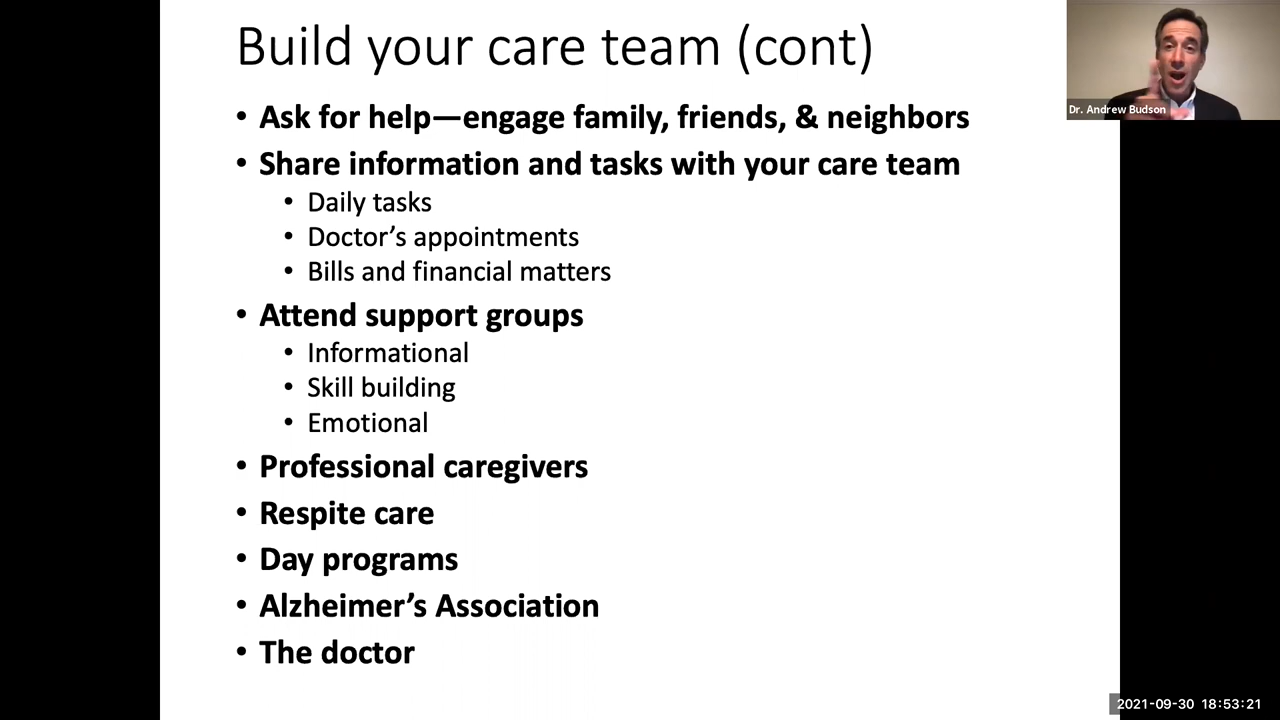 Build your care team (cont)
Dr. Andrew Budson
• Ask for help—engage family, friends, & neighbors
• Share information and tasks with your care team
• Daily tasks
• Doctor’s appointments
• Bills and financial matters
• Attend support groups
• Informational
• Skill building
• Emotional
• Professional caregivers
• Respite care
• Day programs
• Alzheimer’s Association
• The doctor
2021-09-30 18:53:21